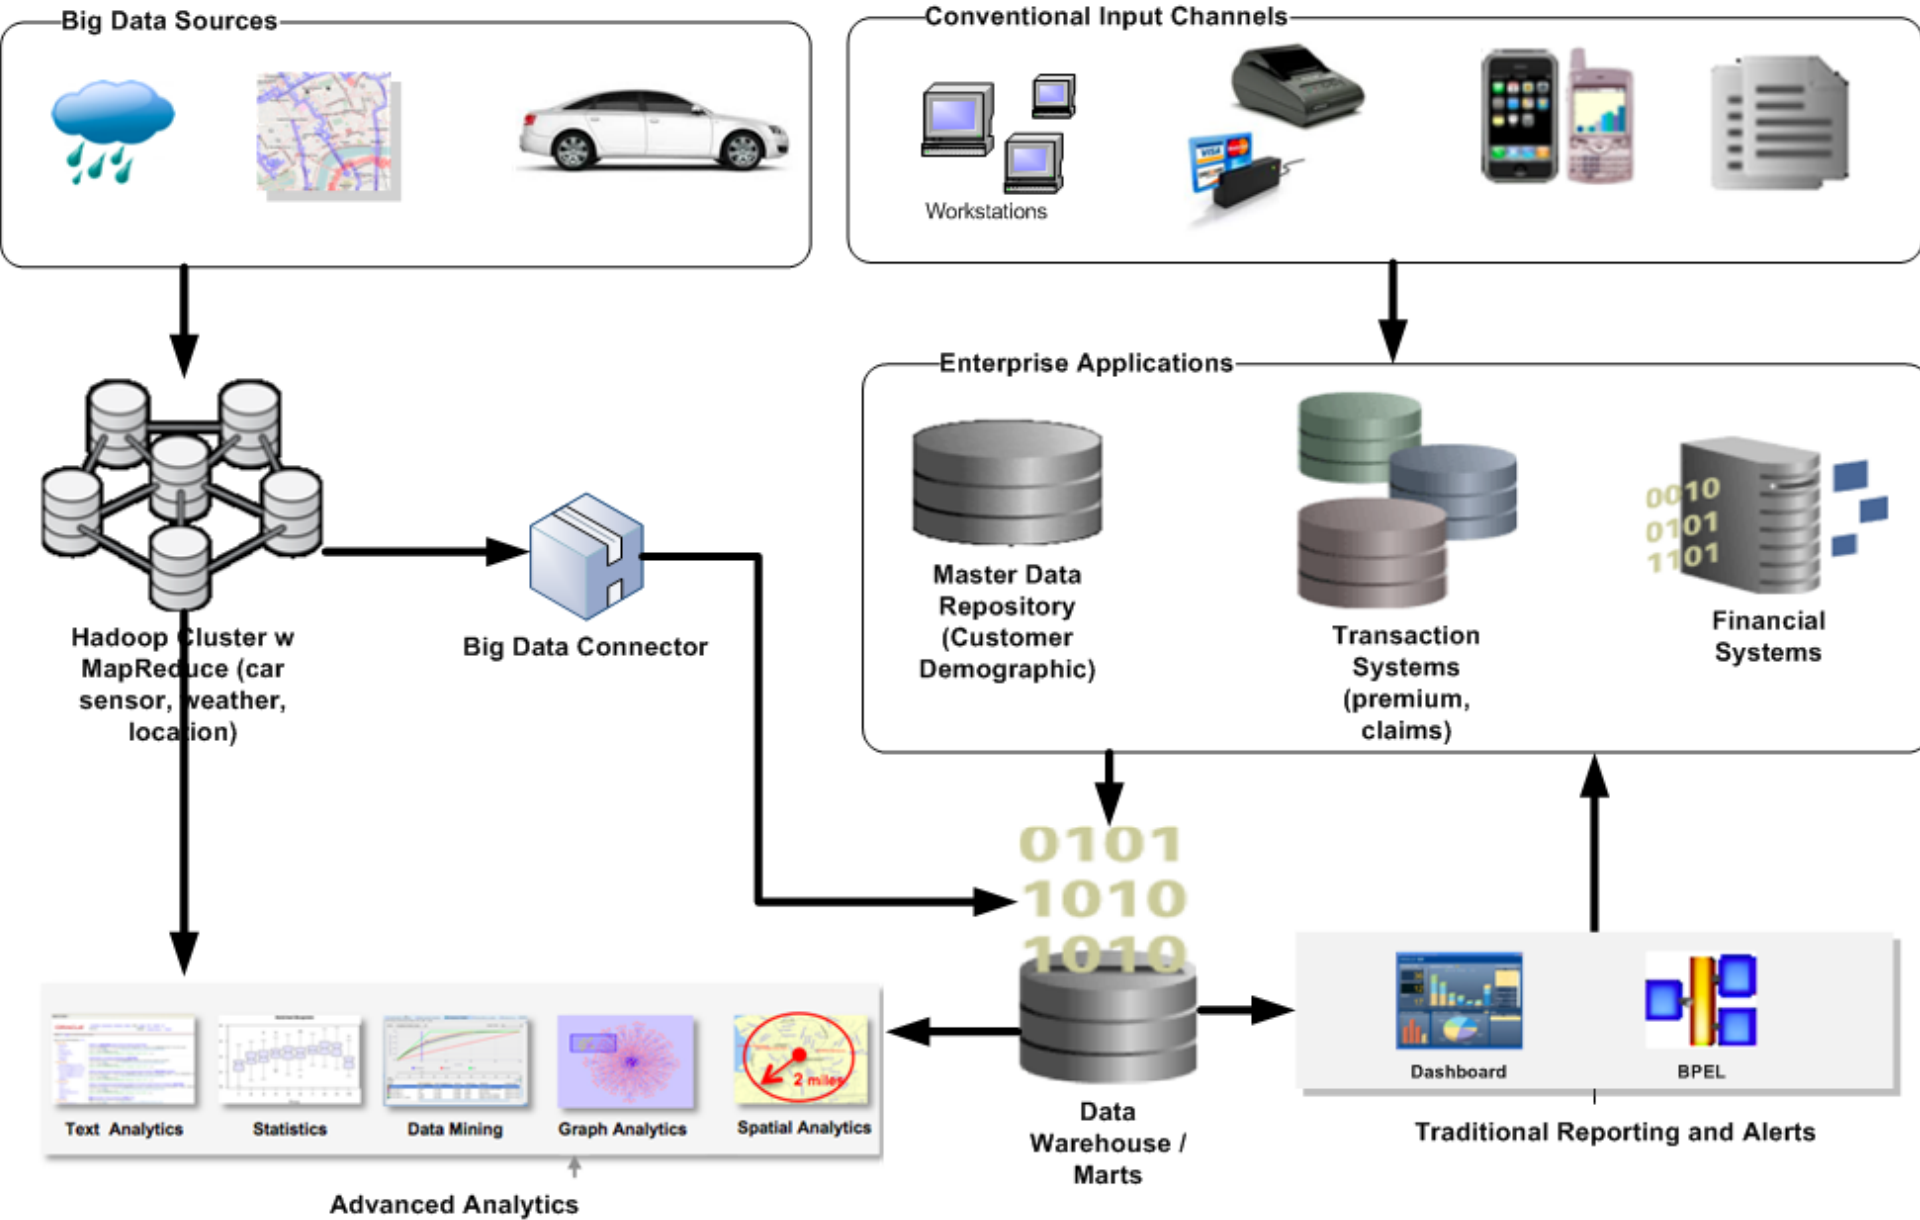 Big Data Sources
Conventional Input Channels
Workstations
VISA
Enterprise Applications
0010
0101
1101
Master Data
Repository
(Customer
Demographic)
Transaction
Systems
(premium,
claims)
Financial
Systems
Hadoop Cluster w
MapReduce (car
sensor, weather,
location)
Big Data Connector
0101
1010
1010
Data
Warehouse /
Marts
Dashboard
BPEL
Traditional Reporting and Alerts
2 miles
Text Analytics
Statistics
Data Mining
Graph Analytics
Spatial Analytics
Advanced Analytics